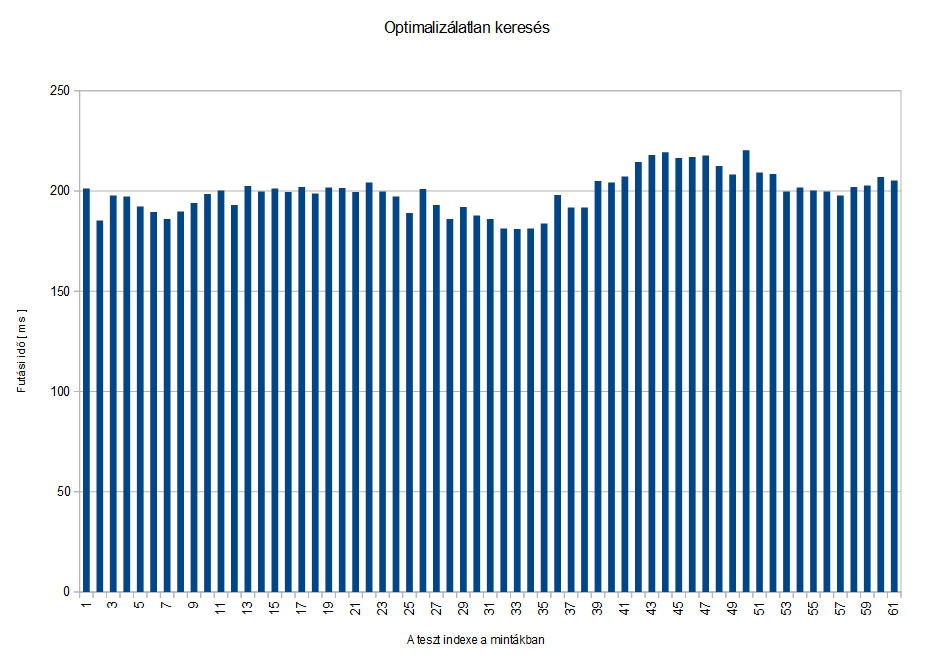 Optimalizálatlan keresés
250
200
150
100
50
0
Futási idő [ms]
1 3 5 7 9 11 13 15 17 19 21 23 25 27 29 31 33 35 37 39 41 43 45 47 49 51 53 55 57 59 61
A teszt indexe a mintákban